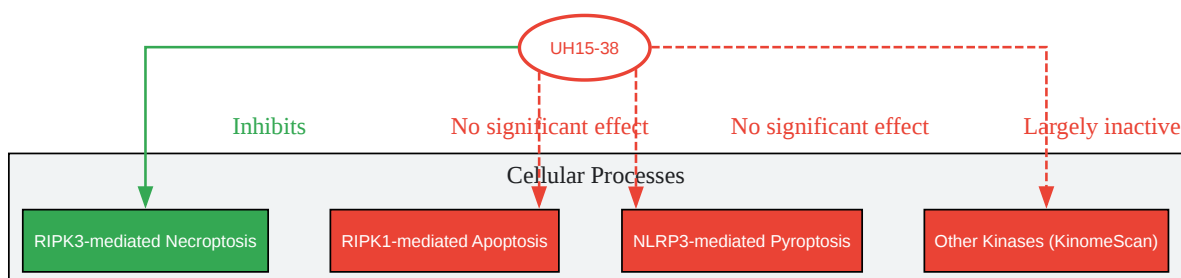 UH15-38
Inhibits
No significant effect
No significant effect
Largely inactive
Cellular Processes
RIPK3-mediated Necroptosis
RIPK1-mediated Apoptosis
NLRP3-mediated Pyroptosis
Other Kinases (KinomeScan)